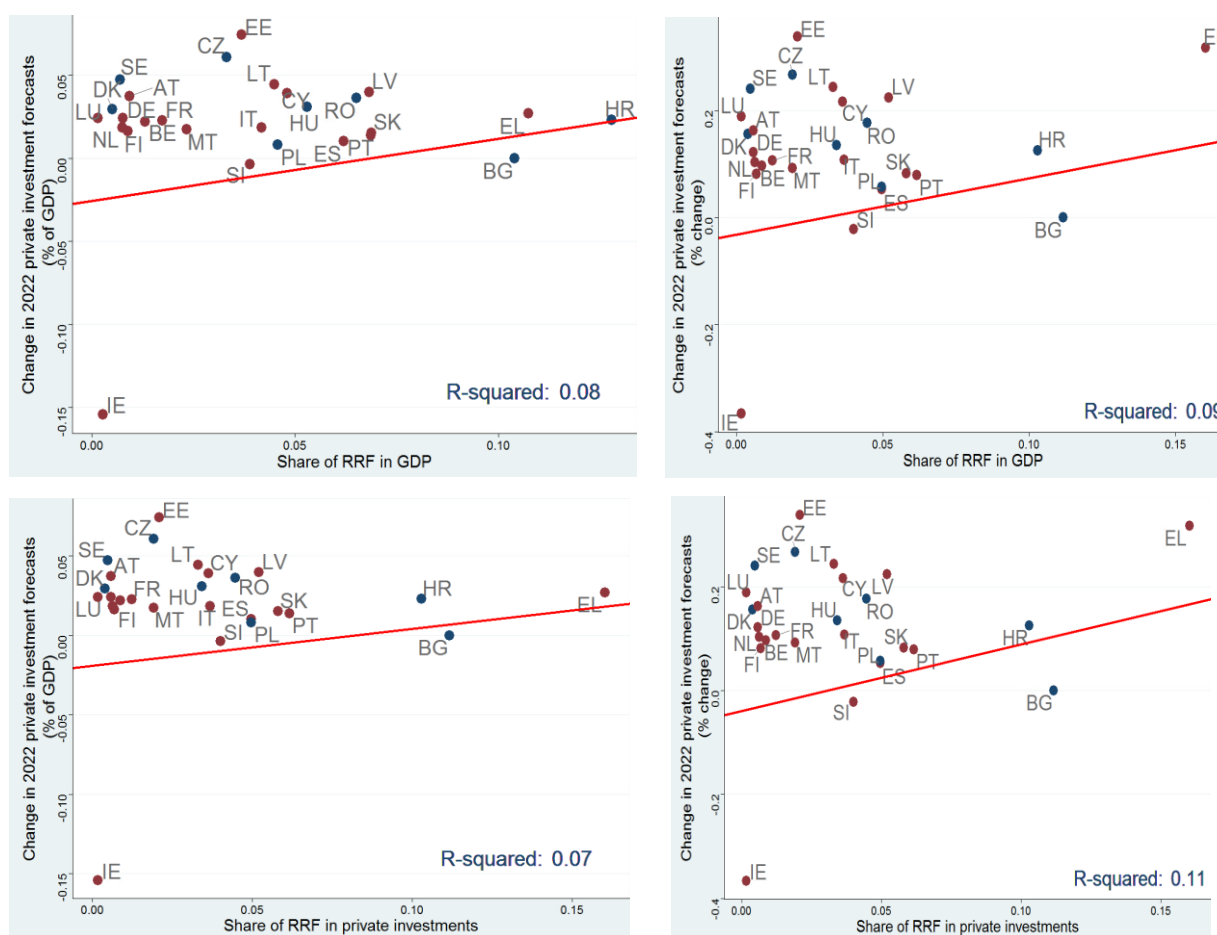 Change in 2022 private investment forecasts
(% of GDP)
0.05
0.00
-0.05
-0.10
-0.15
EE
CZ
SE
DK
AT
LT
LV
LU
DE
FR
CY
RO
NL
FI
BE
MT
IT
HU
SK
EL
HR
PL
ES
PT
SI
BG
IE
R-squared: 0.08
0.00
0.05
0.10
Share of RRF in GDP
Change in 2022 private investment forecasts
(% change)
0.2
0.0
-0.2
-0.4
EE
E
CZ
SE
LT
LV
LU
CY
AT
RO
DK
DE
HU
HR
NL
FR
IT
SK
FI
BE
MT
PL
PT
ES
SI
BG
IE
R-squared: 0.09
0.00
0.05
0.10
0.15
Share of RRF in GDP
Change in 2022 private investment forecasts
(% of GDP)
0.05
0.00
-0.05
-0.10
-0.15
EE
CZ
SE
AT
LT
CY
LV
DK
FR
HU
RO
LU
FI
MT
IT
ES
SK
HR
EL
SI
PL
PT
BG
IE
R-squared: 0.07
0.00
0.05
0.10
0.15
Share of RRF in private investments
Change in 2022 private investment forecasts
(% change)
0.2
0.0
-0.2
-0.4
EE
CZ
EL
SE
LT
LV
LU
CY
AT
RO
DK
DE
HU
NL
FR
IT
SK
HR
FI
BE
MT
PL
PT
ES
SI
BG
IE
R-squared: 0.11
0.00
0.05
0.10
0.15
Share of RRF in private investments